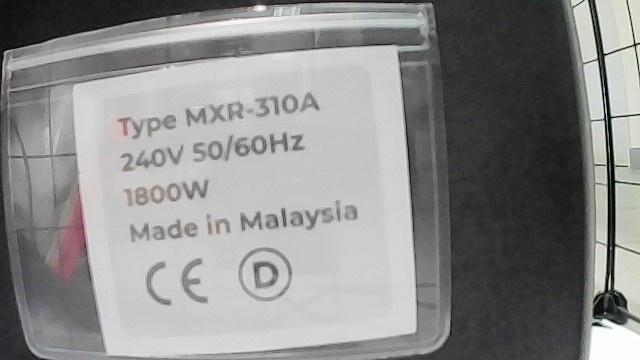 Type MXR-310A
240V 50/60Hz
1800W
Made in Malaysia
CE D